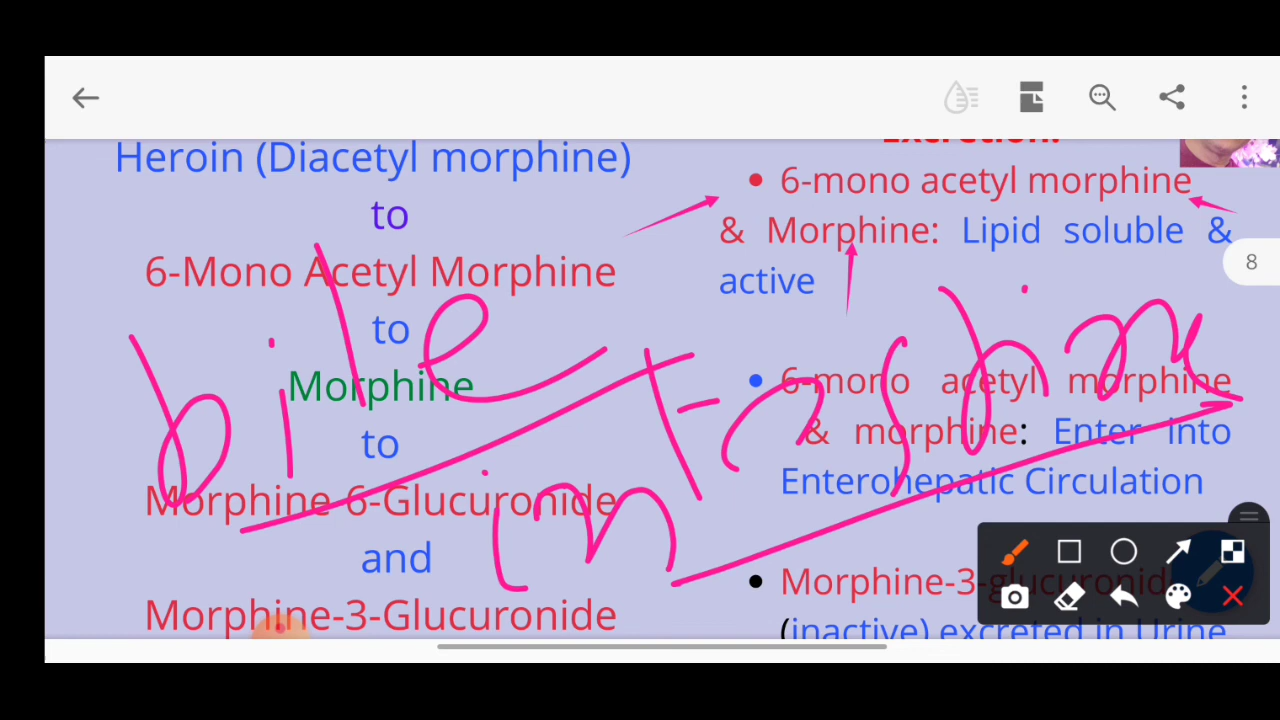 Heroin (Diacetyl morphine)
to
6-Mono Acetyl Morphine
to
Morphine
to
Morphine 6-Glucuronide
and
Morphine-3-Glucuronide
Excretion:
• 6-mono acetyl morphine
& Morphine: Lipid soluble &
active
• 6-mono acetyl morphine
& morphine: Enter into
Enterohepatic Circulation
• Morphine-3-glucuronide
(inactive) excreted in Urine
8
bile